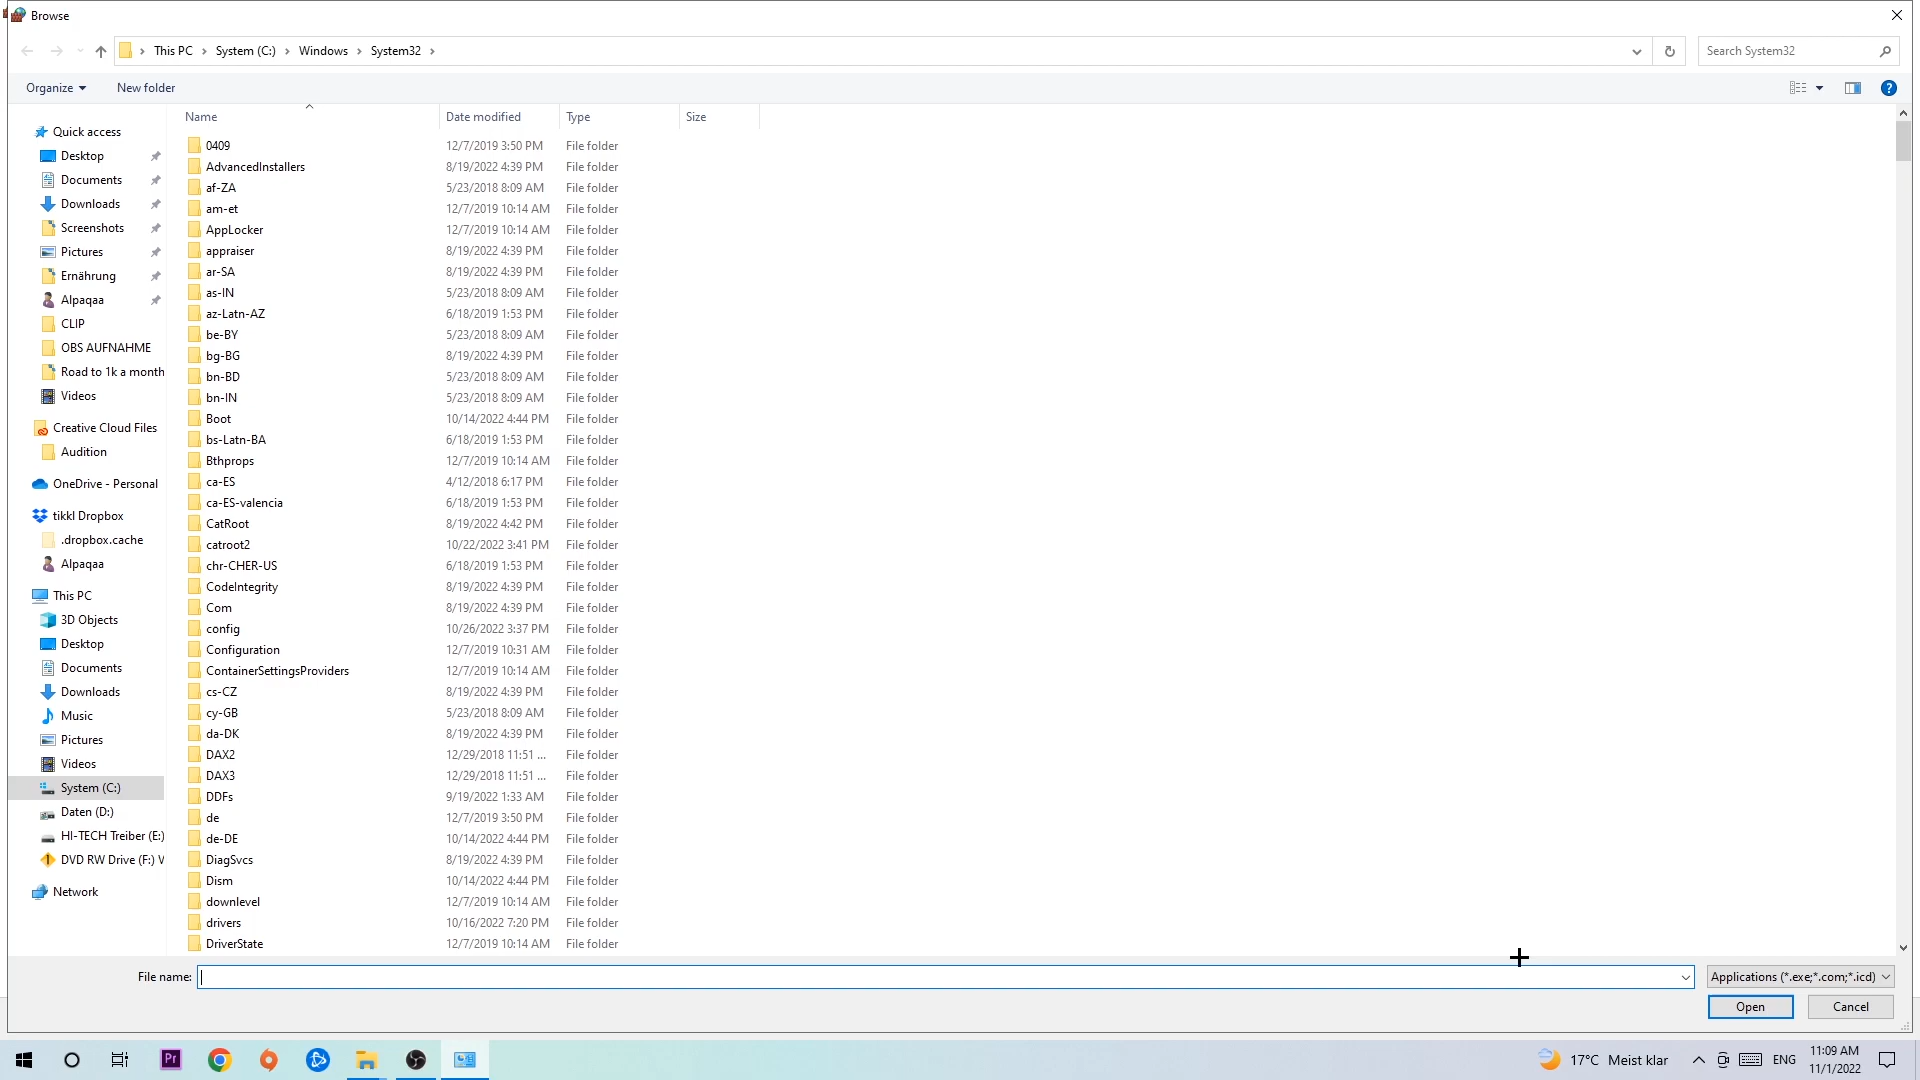 Browse
This PC > System (C:) > Windows > System32 >
Search System32
Organize
New folder
Name
Date modified
Type
Size
Quick access
Desktop
Documents
Downloads
Screenshots
Pictures
Ernährung
Alpaqaa
CLIP
OBS AUFNAHME
Road to 1k a month
Videos
Creative Cloud Files
Audition
OneDrive - Personal
tikkl Dropbox
.dropbox.cache
Alpaqaa
This PC
3D Objects
Desktop
Documents
Downloads
Music
Pictures
Videos
System (C:)
Daten (D:)
HI-TECH Treiber (E:)
DVD RW Drive (F:) V
Network
0409 12/7/2019 3:50 PM File folder
AdvancedInstallers 8/19/2022 4:39 PM File folder
af-ZA 5/23/2018 8:09 AM File folder
am-et 12/7/2019 10:14 AM File folder
AppLocker 12/7/2019 10:14 AM File folder
appraiser 8/19/2022 4:39 PM File folder
ar-SA 8/19/2022 4:39 PM File folder
as-IN 5/23/2018 8:09 AM File folder
az-Latn-AZ 6/18/2019 1:53 PM File folder
be-BY 5/23/2018 8:09 AM File folder
bg-BG 8/19/2022 4:39 PM File folder
bn-BD 5/23/2018 8:09 AM File folder
bn-IN 5/23/2018 8:09 AM File folder
Boot 10/14/2022 4:44 PM File folder
bs-Latn-BA 6/18/2019 1:53 PM File folder
Bthprops 12/7/2019 10:14 AM File folder
ca-ES 4/12/2018 6:17 PM File folder
ca-ES-valencia 6/18/2019 1:53 PM File folder
CatRoot 8/19/2022 4:42 PM File folder
catroot2 10/22/2022 3:41 PM File folder
chr-CHER-US 6/18/2019 1:53 PM File folder
CodeIntegrity 8/19/2022 4:39 PM File folder
Com 8/19/2022 4:39 PM File folder
config 10/26/2022 3:37 PM File folder
Configuration 12/7/2019 10:31 AM File folder
ContainerSettingsProviders 12/7/2019 10:14 AM File folder
cs-CZ 8/19/2022 4:39 PM File folder
cy-GB 5/23/2018 8:09 AM File folder
da-DK 8/19/2022 4:39 PM File folder
DAX2 12/29/2018 11:51 ... File folder
DAX3 12/29/2018 11:51 ... File folder
DDFs 9/19/2022 1:33 AM File folder
de 12/7/2019 3:50 PM File folder
de-DE 10/14/2022 4:44 PM File folder
DiagSvcs 8/19/2022 4:39 PM File folder
Dism 10/14/2022 4:44 PM File folder
downlevel 12/7/2019 10:14 AM File folder
drivers 10/16/2022 7:20 PM File folder
DriverState 12/7/2019 10:14 AM File folder
File name:
Applications (*.exe;*.com;*.icd)
Open
Cancel
Pr
17°C Meist klar
ENG
11:09 AM
11/1/2022